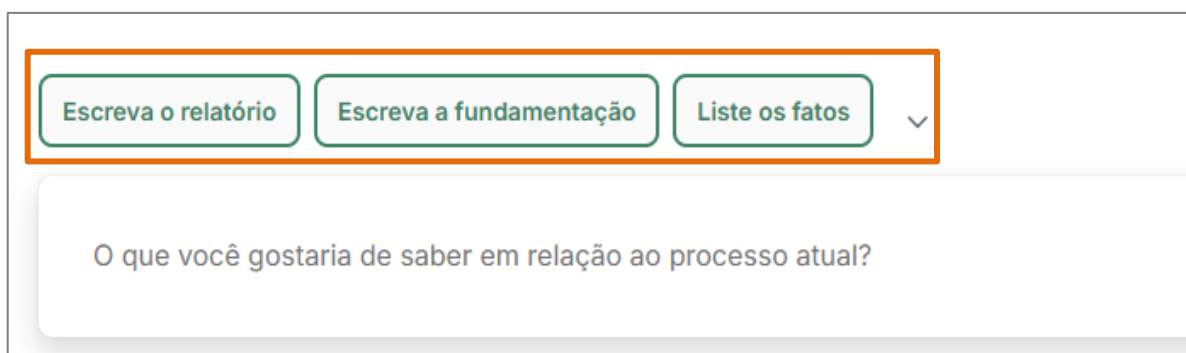 Escreva o relatório Escreva a fundamentação Liste os fatos
O que você gostaria de saber em relação ao processo atual?